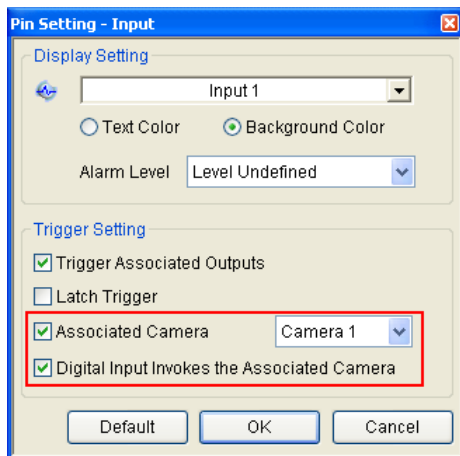 Pin Setting - Input
Display Setting
Input 1
Text Color Background Color
Alarm Level Level Undefined
Trigger Setting
Trigger Associated Outputs
Latch Trigger
Associated Camera Camera 1
Digital Input Invokes the Associated Camera
Default OK Cancel